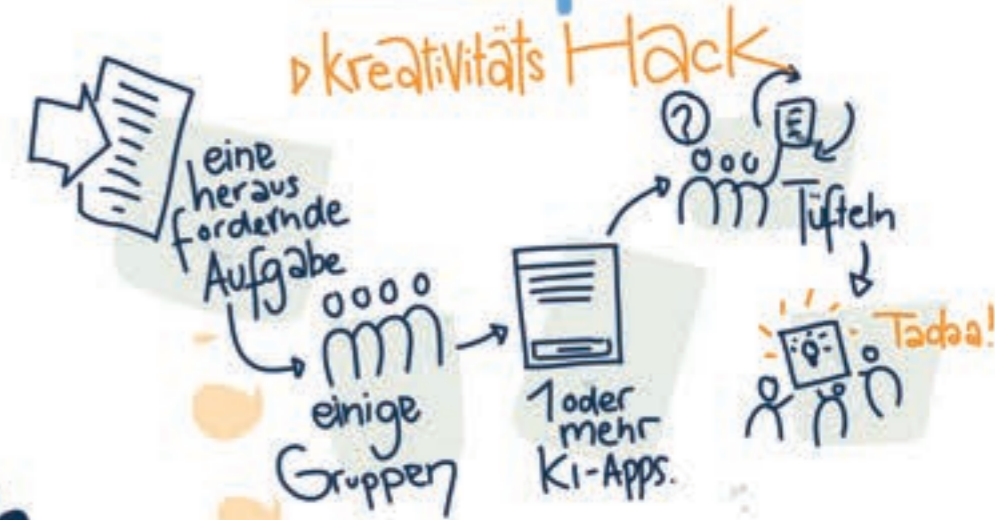 kreativitäts Hack
eine
heraus
fordernde
Aufgabe
einige
Gruppen
1 oder
mehr
KI-Apps.
?
Tüfteln
Tadaa!